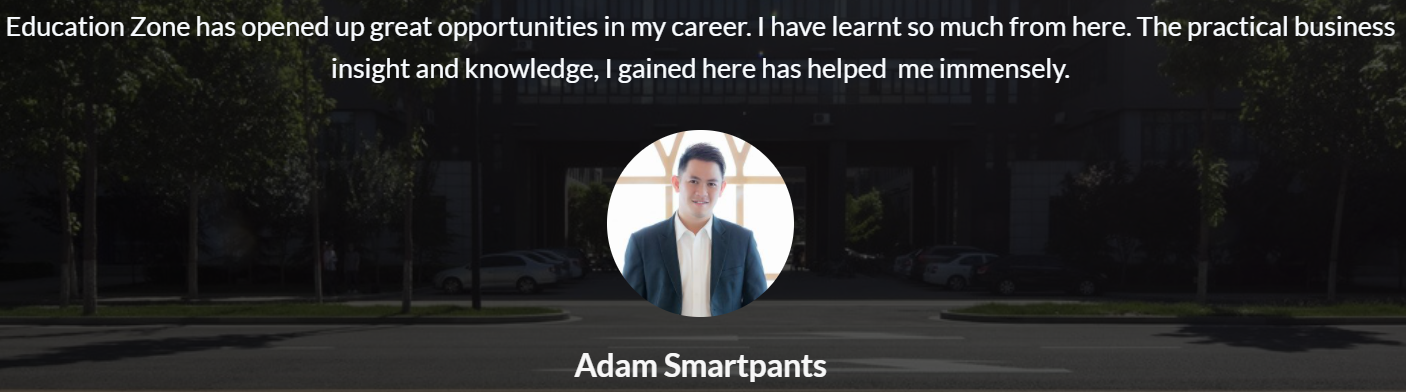 Education Zone has opened up great opportunities in my career. I have learnt so much from here. The practical business
insight and knowledge, I gained here has helped  me immensely.
Adam Smartpants